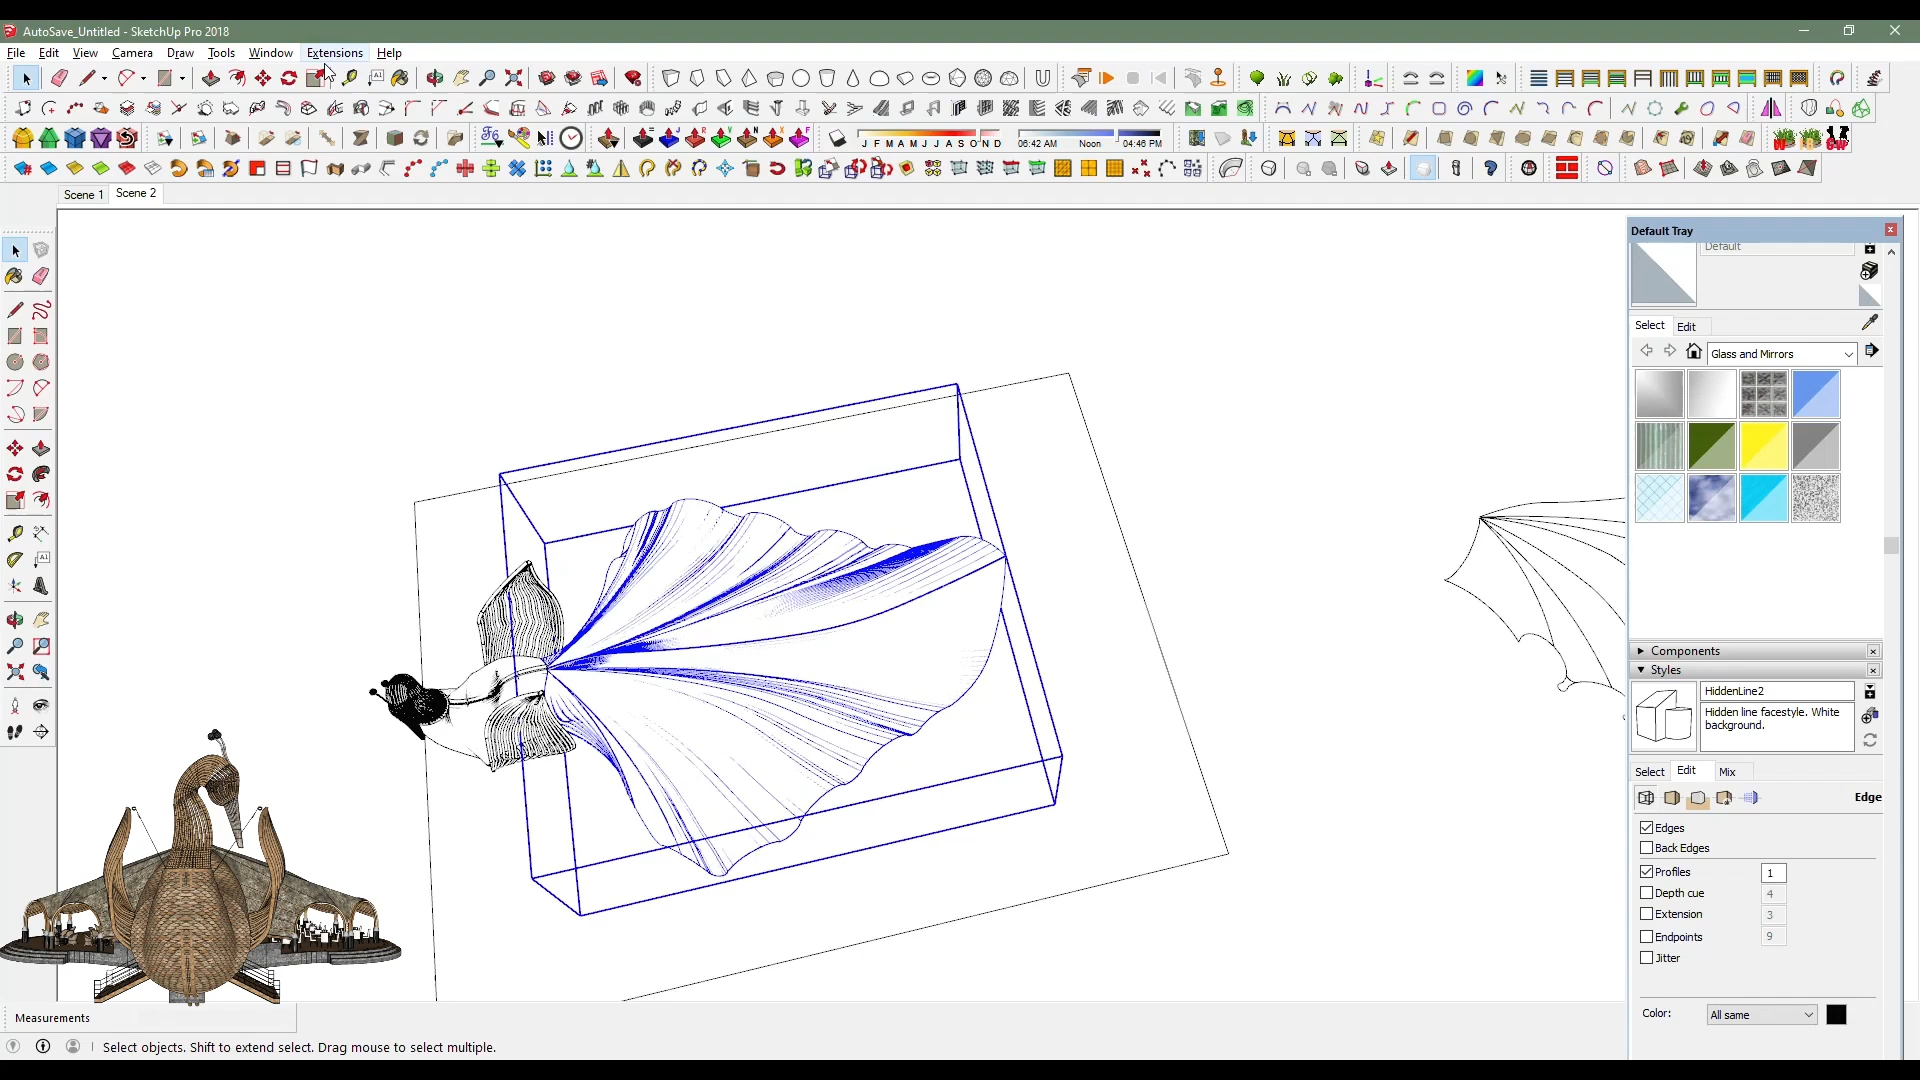 AutoSave_Untitled - SketchUp Pro 2018
File Edit View Camera Draw Tools Window Extensions Help
J F M A M J J A S O N D 06:42 AM Noon 04:46 PM
Scene 1 Scene 2
Default Tray
Default
Select Edit
Glass and Mirrors
Components
Styles
HiddenLine2
Hidden line facestyle. White
background.
Select Edit Mix
Edge
Edges
Back Edges
Profiles 1
Depth cue 4
Extension 3
Endpoints 9
Jitter
Color: All same
Measurements
Select objects. Shift to extend select. Drag mouse to select multiple.